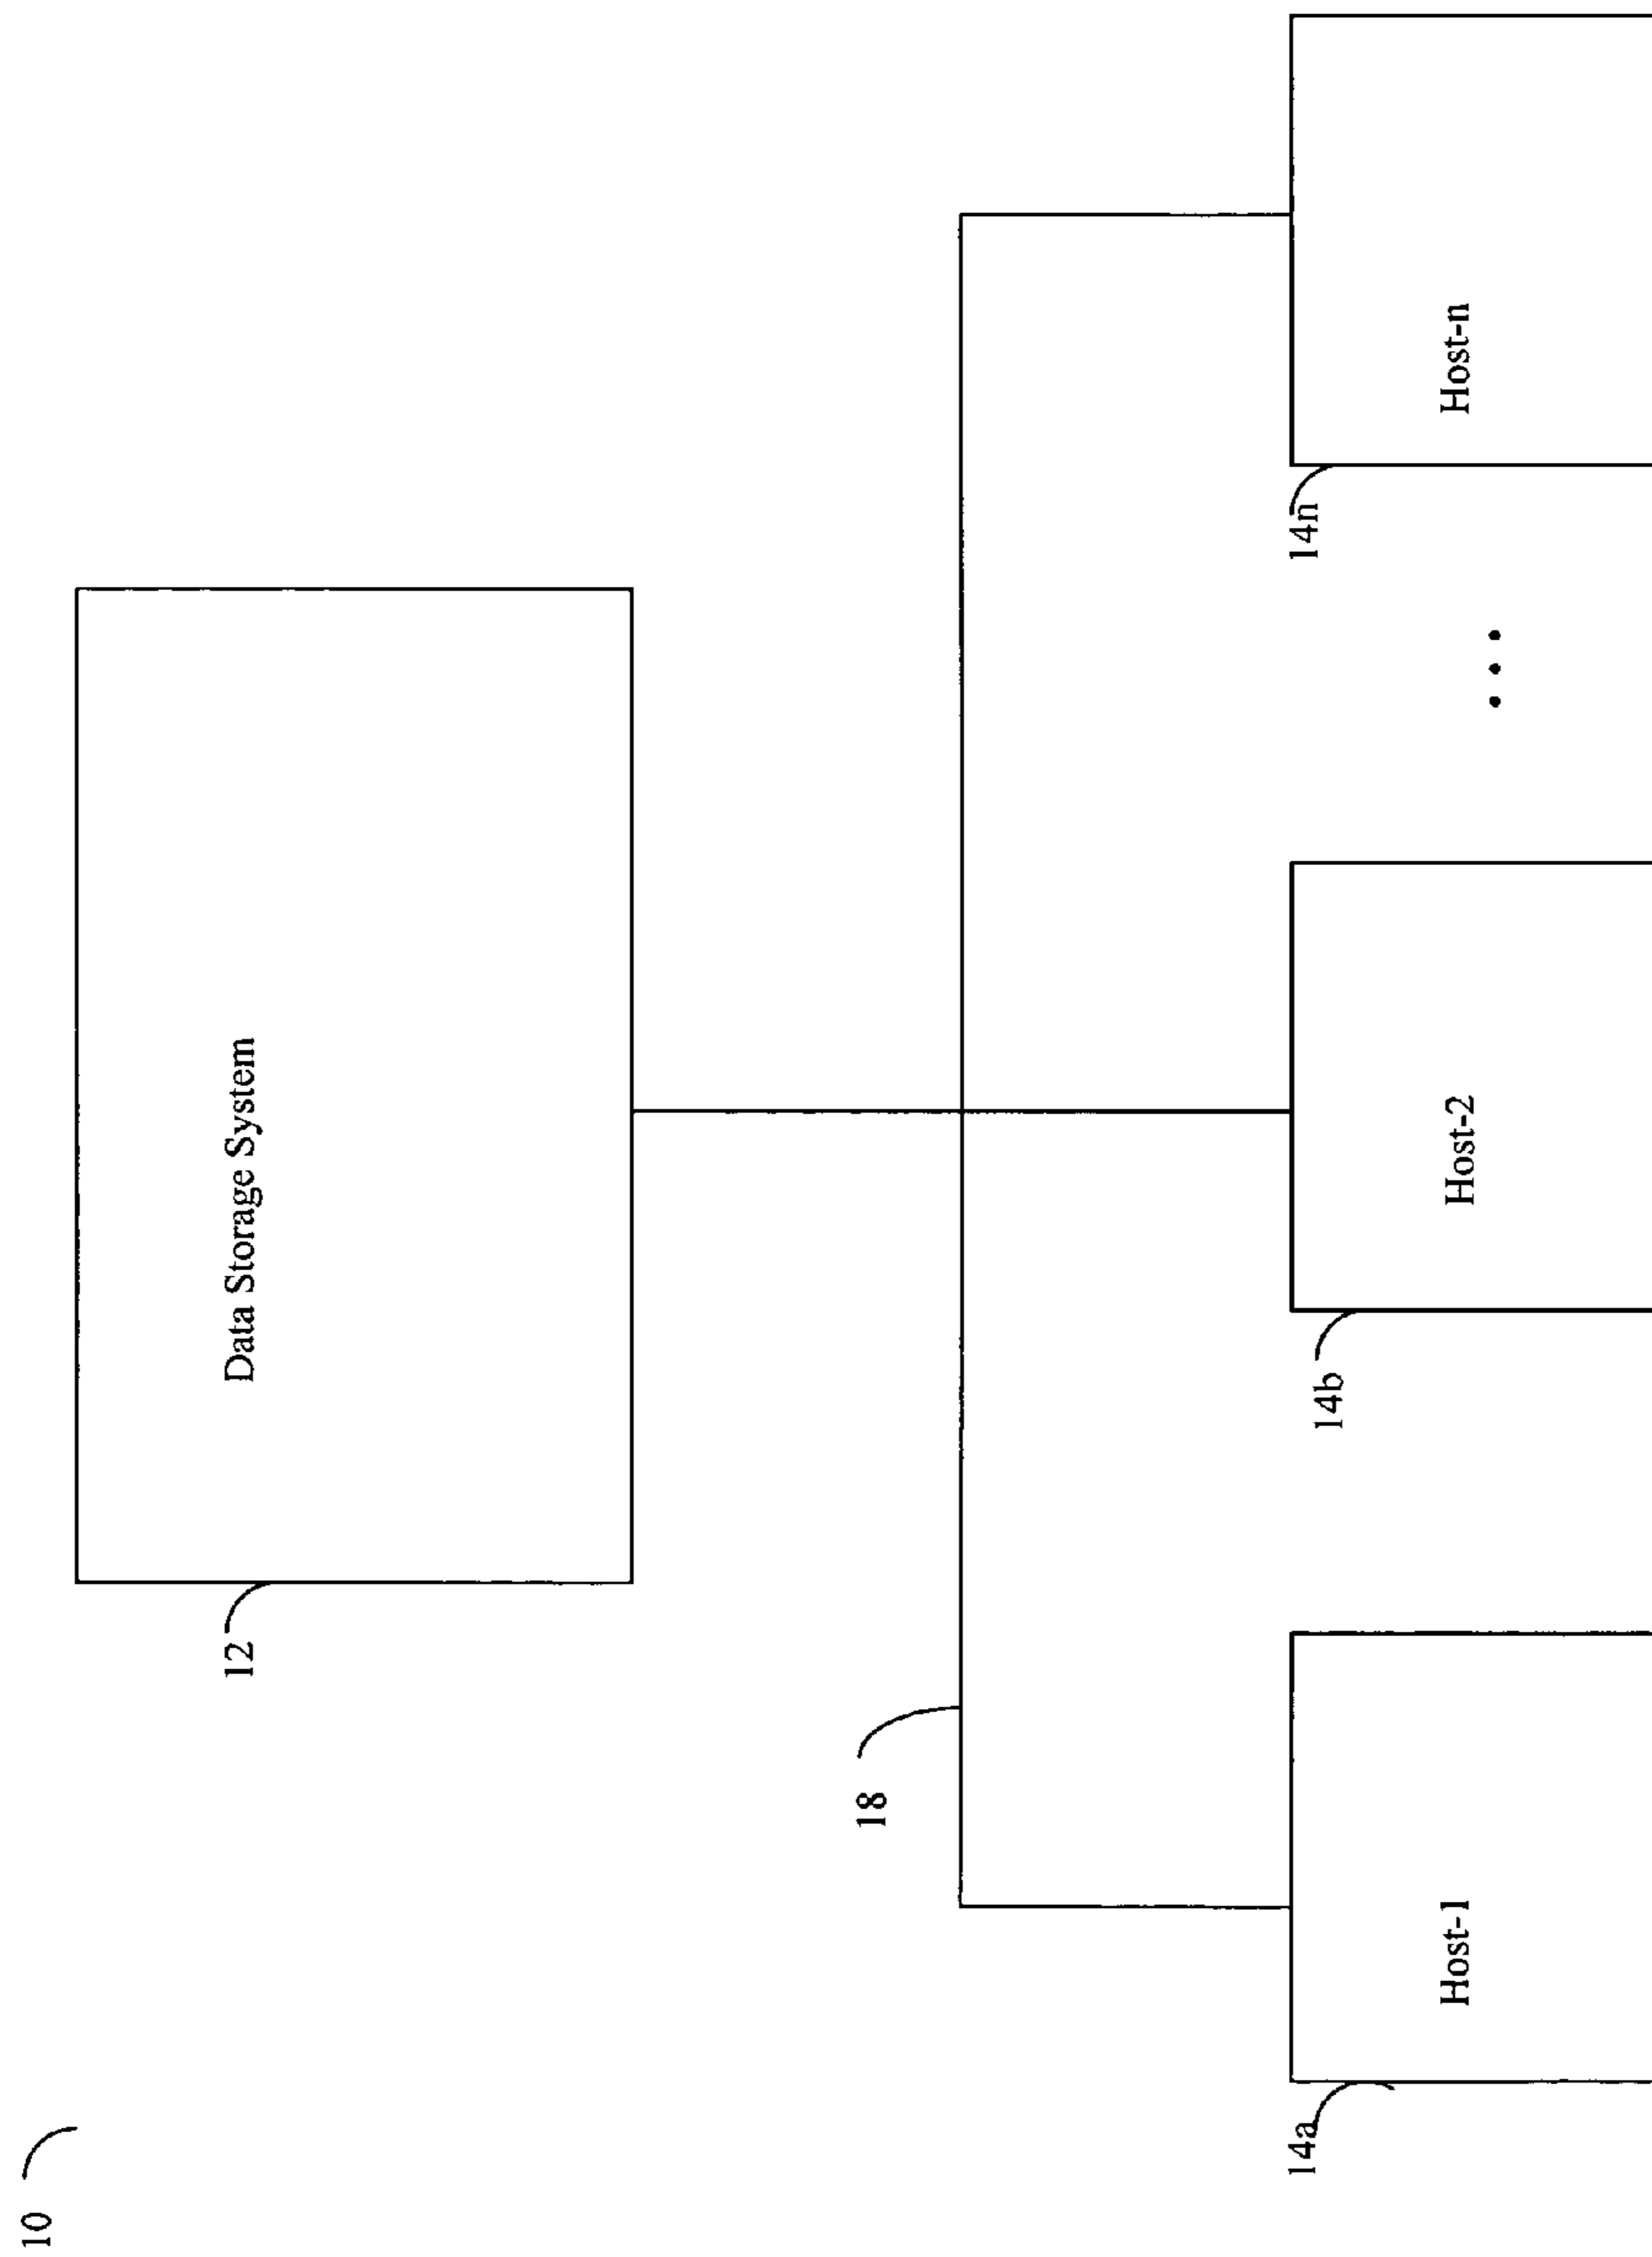 10
12
Data Storage System
18
14a
Host-1
14b
Host-2
14n
Host-n